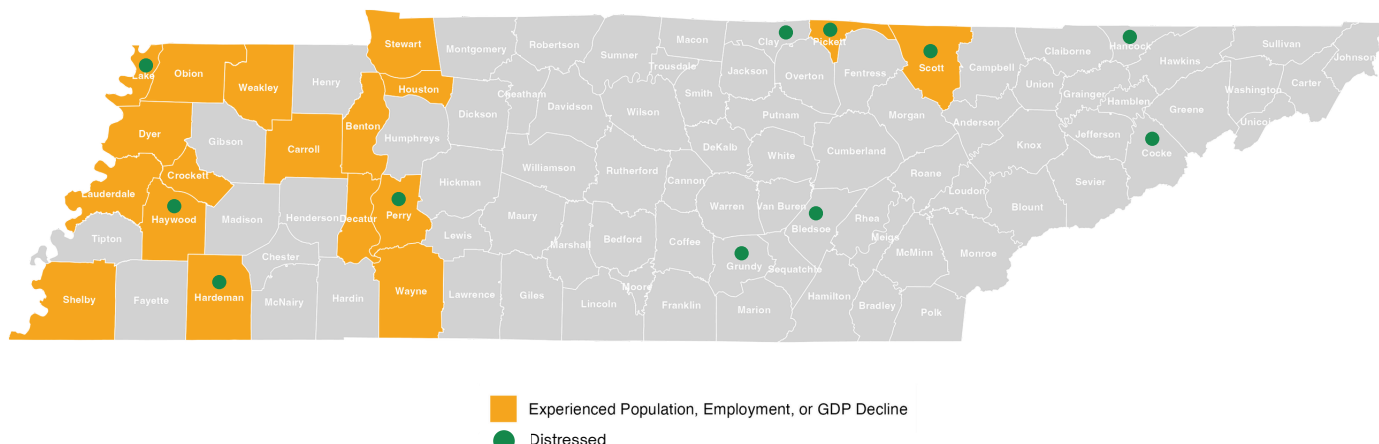 Stewart
Montgomery
Robertson
Sumner
Macon
Clay
Pickett
Scott
Campbell
Claiborne
Hancock
Hawkins
Sullivan
Johnson
Lake
Obion
Weakley
Henry
Houston
Cheatham
Trousdale
Jackson
Overton
Fentress
Union
Grainger
Hamblen
Greene
Washington
Carter
Unicoi
Dyer
Gibson
Carroll
Benton
Humphreys
Dickson
Davidson
Wilson
Smith
Putnam
Morgan
Anderson
Jefferson
Cocke
Lauderdale
Crockett
Haywood
Madison
Henderson
Decatur
Perry
Hickman
Williamson
Rutherford
Cannon
DeKalb
White
Cumberland
Roane
Loudon
Knox
Sevier
Blount
Tipton
Chester
Lewis
Maury
Marshall
Bedford
Coffee
Warren
Van Buren
Bledsoe
Rhea
Meigs
McMinn
Monroe
Grundy
Sequatchie
Shelby
Fayette
Hardeman
McNairy
Hardin
Wayne
Lawrence
Giles
Lincoln
Moore
Franklin
Marion
Hamilton
Bradley
Polk
Experienced Population, Employment, or GDP Decline
Distressed